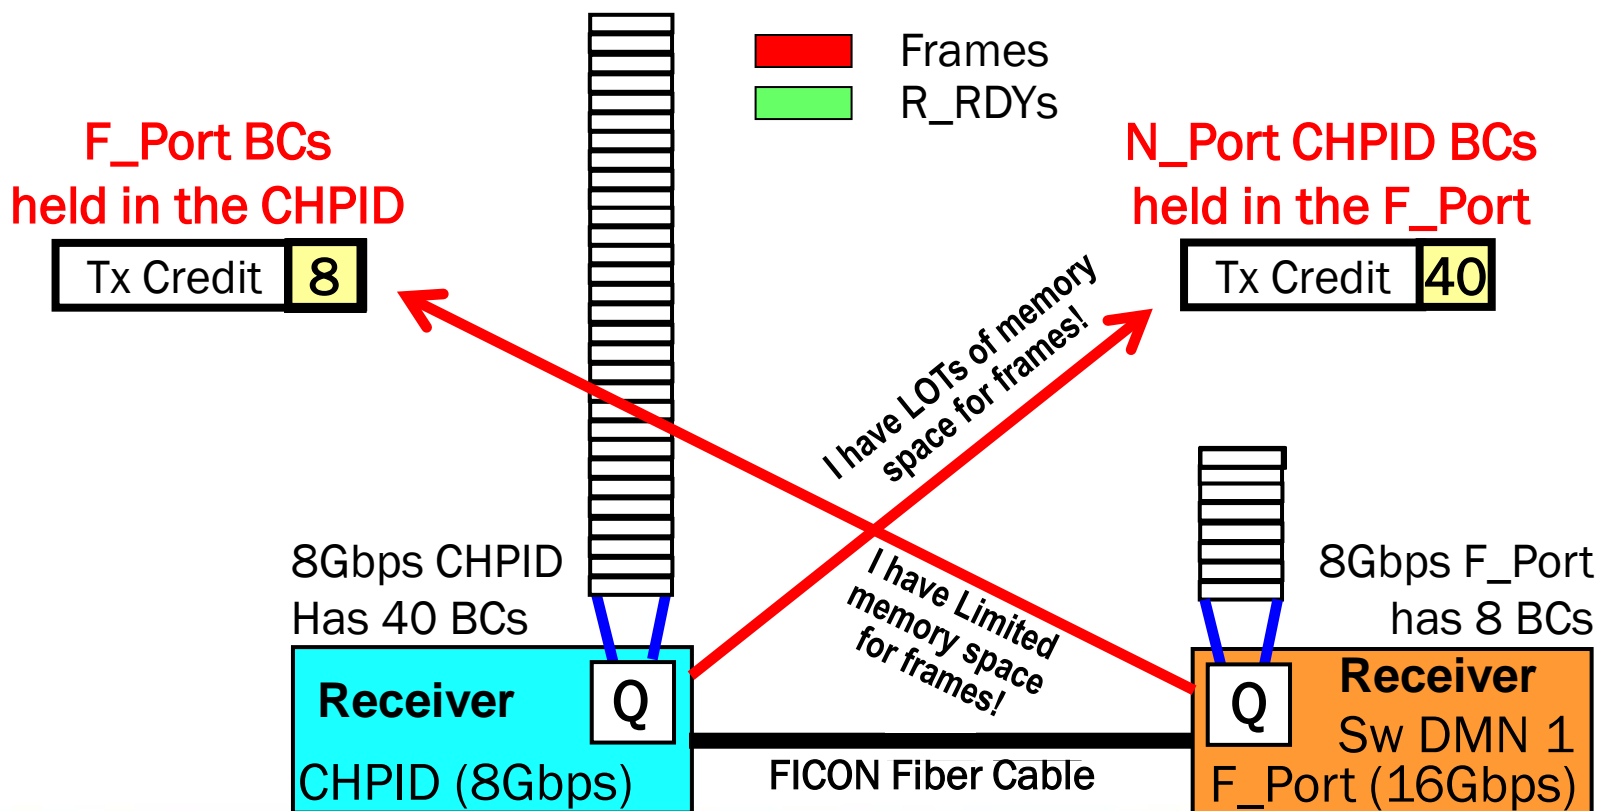 Frames
R_RDYs
F_Port BCs
held in the CHPID
Tx Credit 8
N_Port CHPID BCs
held in the F_Port
Tx Credit 40
I have LOTs of memory
space for frames!
I have Limited
memory space
for frames!
8Gbps CHPID
Has 40 BCs
8Gbps F_Port
has 8 BCs
Receiver
Q
CHPID (8Gbps)
FICON Fiber Cable
Q
Receiver
Sw DMN 1
F_Port (16Gbps)